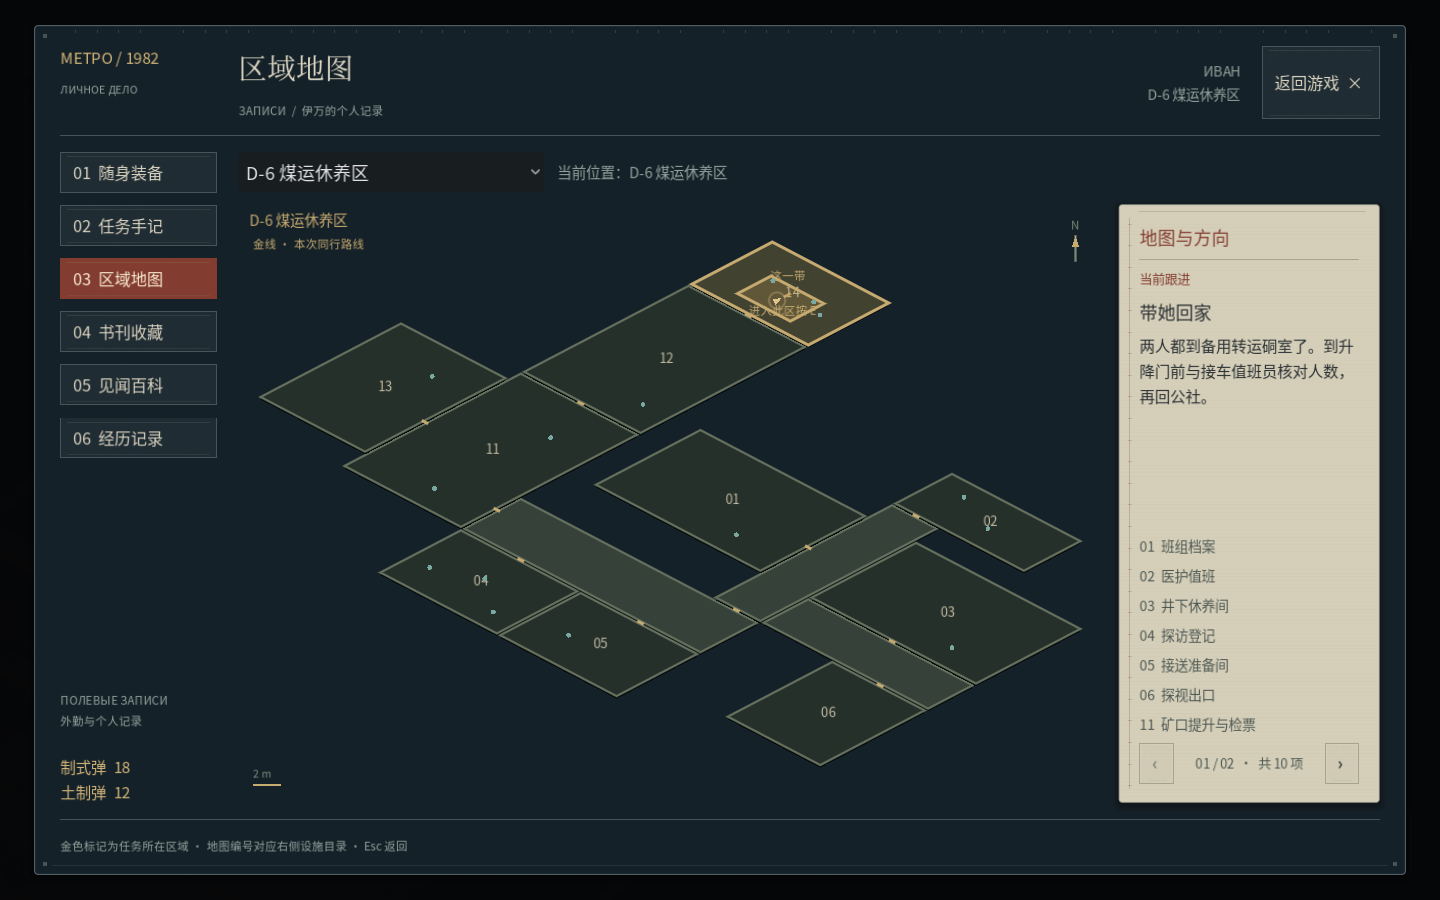 МЕТРО / 1982
ЛИЧНОЕ ДЕЛО
区域地图
ЗАПИСИ / 伊万的个人记录
ИВАН
D-6 煤运休养区
返回游戏 ×
01 随身装备
02 任务手记
03 区域地图
04 书刊收藏
05 见闻百科
06 经历记录
D-6 煤运休养区
当前位置：D-6 煤运休养区
D-6 煤运休养区
金线 · 本次同行路线
N
这一带
14
进入此区按E
12
13
11
01
02
04
03
05
06
2 m
地图与方向
当前跟进
带她回家
两人都到备用转运硐室了。到升
降门前与接车值班员核对人数，
再回公社。
01 班组档案
02 医护值班
03 井下休养间
04 探访登记
05 接送准备间
06 探视出口
11 矿口提升与检票
‹ 01 / 02 · 共 10 项 ›
ПОЛЕВЫЕ ЗАПИСИ
外勤与个人记录
制式弹 18
土制弹 12
金色标记为任务所在区域 · 地图编号对应右侧设施目录 · Esc 返回